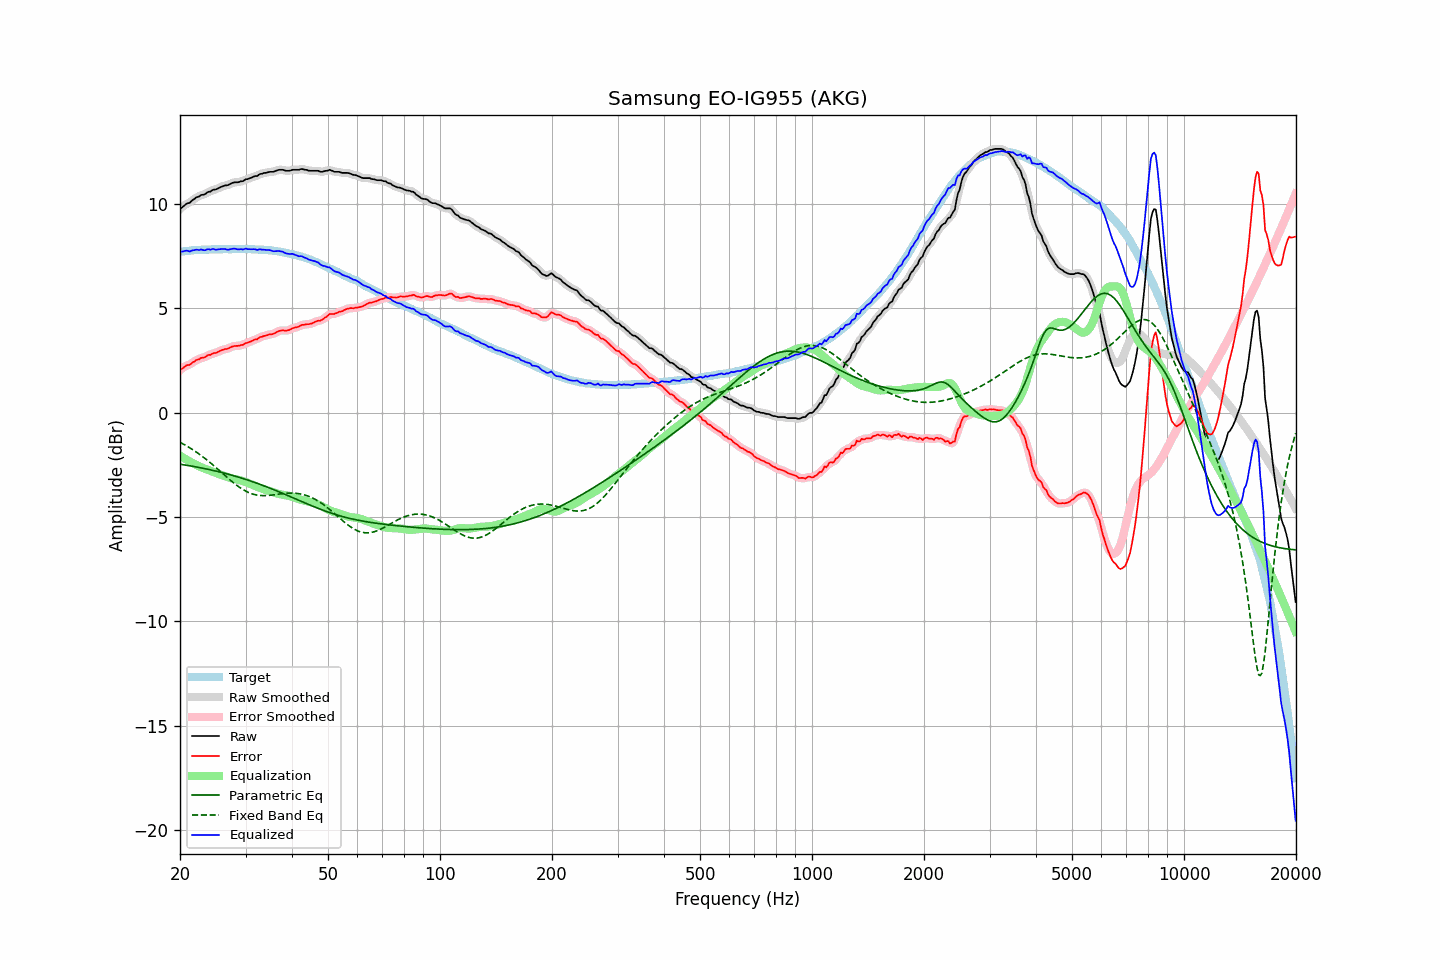 Samsung EO-IG955 (AKG)
Amplitude (dBr)
10
5
0
−5
−10
−15
−20
Target
Raw Smoothed
Error Smoothed
Raw
Error
Equalization
Parametric Eq
Fixed Band Eq
Equalized
20
50
100
200
500
1000
2000
5000
10000
20000
Frequency (Hz)